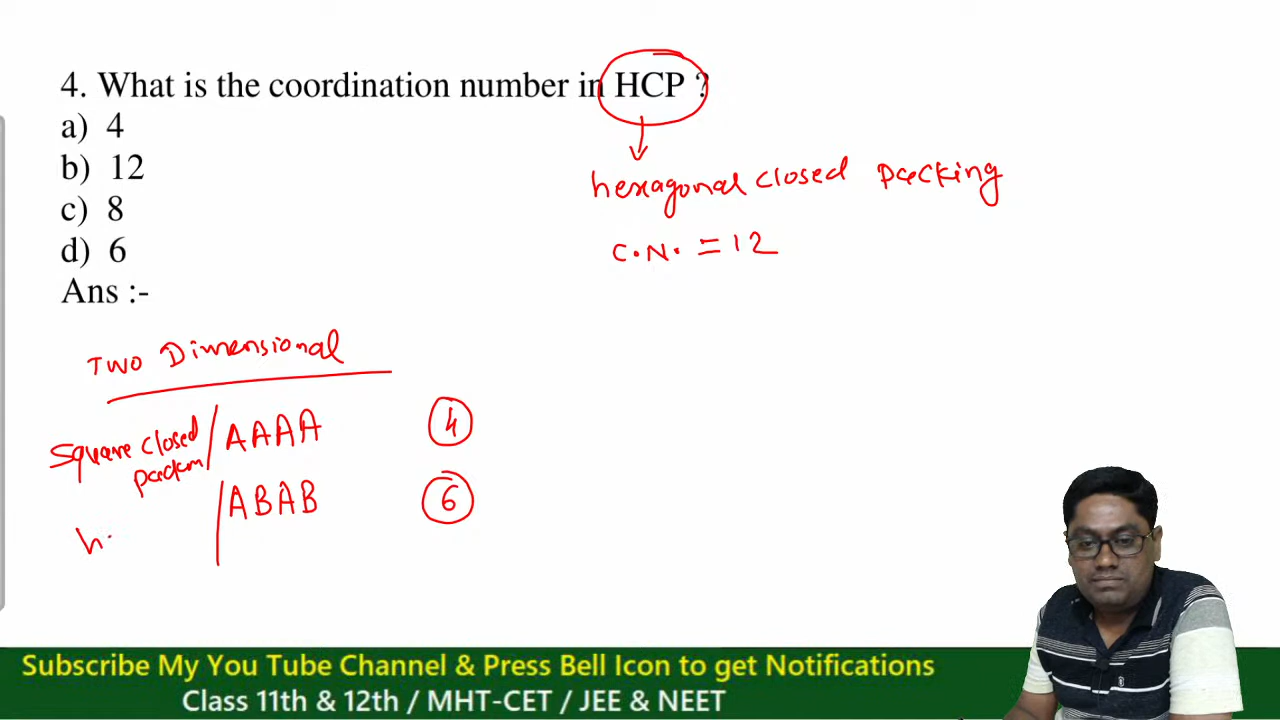 4. What is the coordination number in HCP ?
a) 4
b) 12
c) 8
d) 6
Ans :-
hexagonal closed packing
C.N. = 12
Two Dimensional
Square closed
AAAA 4
ABAB 6
h.
Subscribe My You Tube Channel & Press Bell Icon to get Notifications
Class 11th & 12th / MHT-CET / JEE & NEET